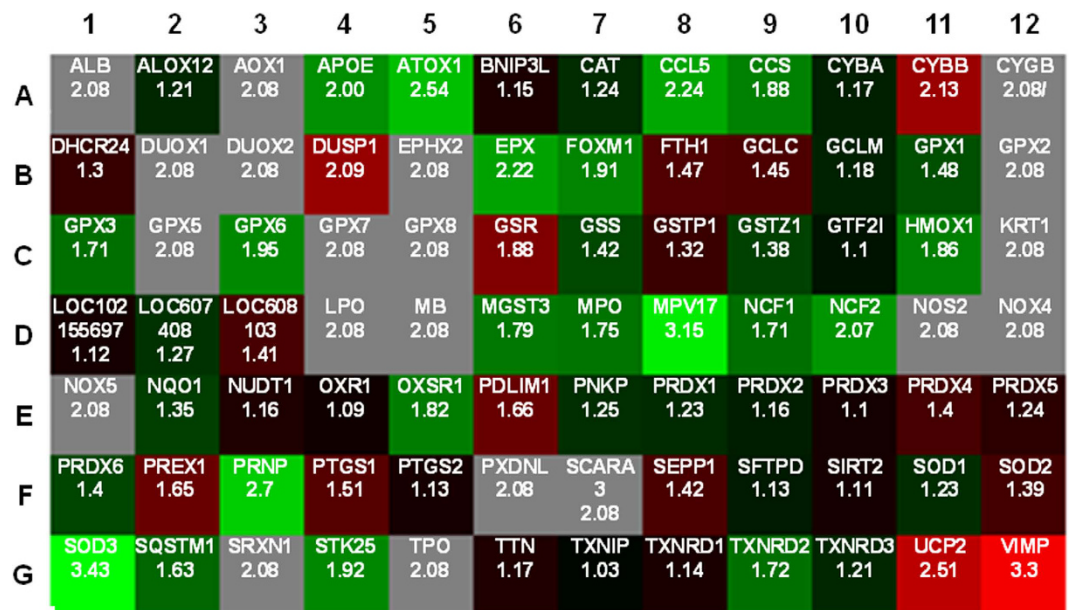 1 2 3 4 5 6 7 8 9 10 11 12
A
ALB ALOX12 AOX1 APOE ATOX1 BNIP3L CAT CCL5 CCS CYBA CYBB CYGB
2.08 1.21 2.08 2.00 2.54 1.15 1.24 2.24 1.88 1.17 2.13 2.08/
B
DHCR24 DUOX1 DUOX2 DUSP1 EPHX2 EPX FOXM1 FTH1 GCLC GCLM GPX1 GPX2
1.3 2.08 2.08 2.09 2.08 2.22 1.91 1.47 1.45 1.18 1.48 2.08
C
GPX3 GPX5 GPX6 GPX7 GPX8 GSR GSS GSTP1 GSTZ1 GTF2I HMOX1 KRT1
1.71 2.08 1.95 2.08 2.08 1.88 1.42 1.32 1.38 1.1 1.86 2.08
D
LOC102 LOC607 LOC608 LPO MB MGST3 MPO MPV17 NCF1 NCF2 NOS2 NOX4
155697 408 103 2.08 2.08 1.79 1.75 3.15 1.71 2.07 2.08 2.08
1.12 1.27 1.41
E
NOX5 NQO1 NUDT1 OXR1 OXSR1 PDLIM1 PNKP PRDX1 PRDX2 PRDX3 PRDX4 PRDX5
2.08 1.35 1.16 1.09 1.82 1.66 1.25 1.23 1.16 1.1 1.4 1.24
F
PRDX6 PREX1 PRNP PTGS1 PTGS2 PXDNL SCARA SEPP1 SFTPD SIRT2 SOD1 SOD2
1.4 1.65 2.7 1.51 1.13 2.08 3 1.42 1.13 1.11 1.23 1.39
2.08
G
SOD3 SQSTM1 SRXN1 STK25 TPO TTN TXNIP TXNRD1 TXNRD2 TXNRD3 UCP2 VIMP
3.43 1.63 2.08 1.92 2.08 1.17 1.03 1.14 1.72 1.21 2.51 3.3